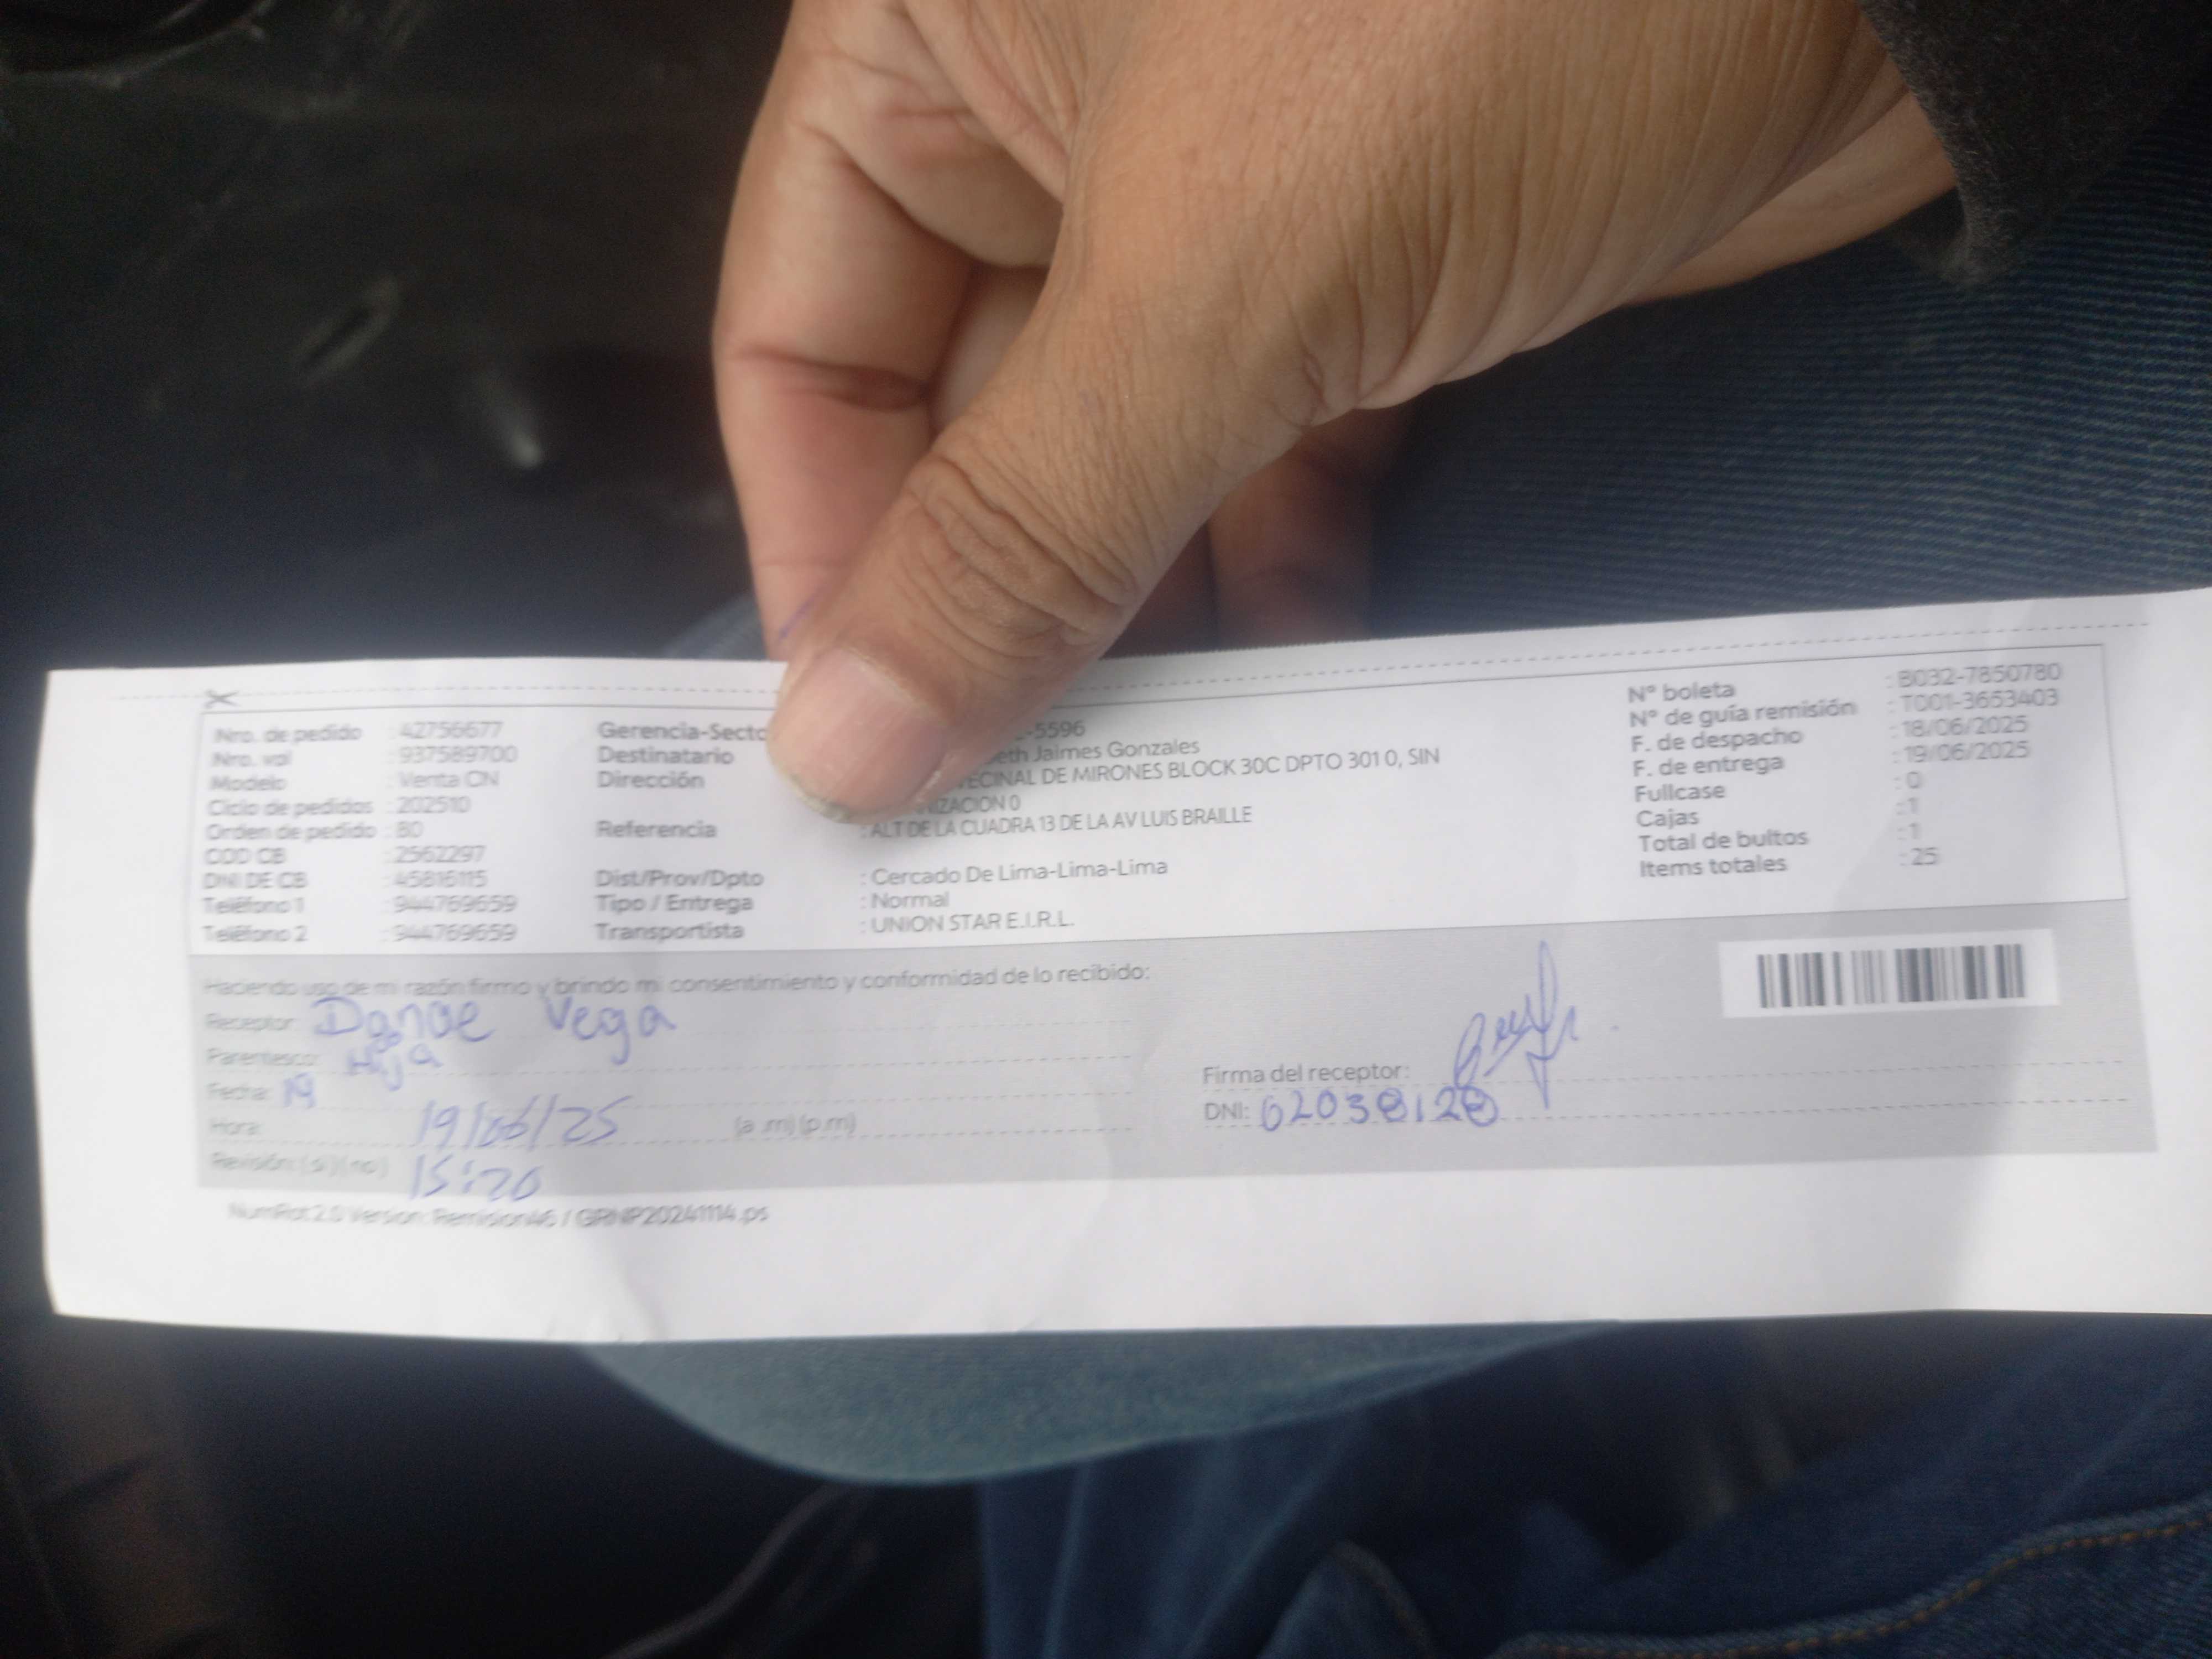 Nro. de pedido : 42756677 Gerencia-Secto -5596 N° boleta : B032-7850780
Nro. val : 937589700 Destinatario eth Jaimes Gonzales N° de guía remisión : T001-3653403
Modelo : Venta CN Dirección VECINAL DE MIRONES BLOCK 30C DPTO 301 0, SIN F. de despacho : 18/06/2025
Ciclo de pedidos : 202510 NIZACION 0 F. de entrega : 19/06/2025
Orden de pedido : 80 Referencia : ALT DE LA CUADRA 13 DE LA AV LUIS BRAILLE Fullcase : 0
COD CB : 2562297 Cajas : 1
DNI DE CB : 45816115 Dist/Prov/Dpto : Cercado De Lima-Lima-Lima Total de bultos : 1
Teléfono 1 : 944769659 Tipo / Entrega : Normal Items totales : 25
Teléfono 2 : 944769659 Transportista : UNION STAR E.I.R.L.
Haciendo uso de mi razón firmo y brindo mi consentimiento y conformidad de lo recibido:
Receptor: Danae Vega
Parentesco: Hija
Fecha: 19
Firma del receptor:
Hora: 19/06/25 (a .m) (p.m)
DNI: 62038128
Revisión: (si) (no) 15:20
NumRot 2.0 Version: Remision46 / GRNP20241114.ps